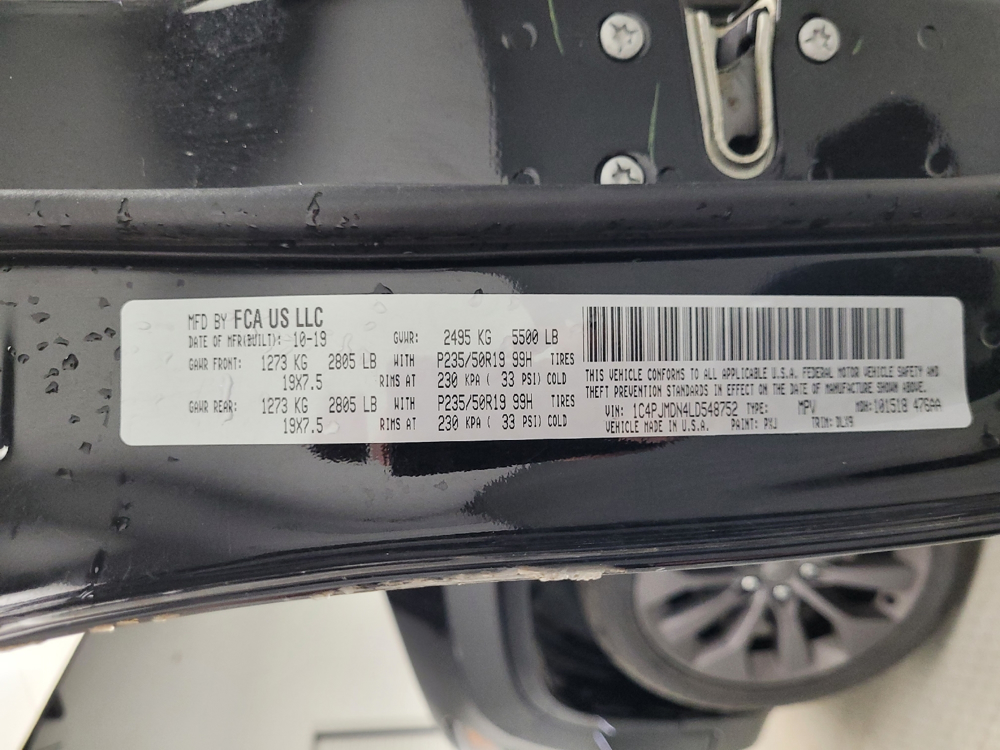 MFD BY FCA US LLC
DATE OF MFR(BUILT): 10-19 GVWR: 2495 KG 5500 LB
GAWR FRONT: 1273 KG 2805 LB WITH P235/50R19 99H TIRES
19X7.5 RIMS AT 230 KPA ( 33 PSI) COLD
GAWR REAR: 1273 KG 2805 LB WITH P235/50R19 99H TIRES
19X7.5 RIMS AT 230 KPA ( 33 PSI) COLD
THIS VEHICLE CONFORMS TO ALL APPLICABLE U.S.A. FEDERAL MOTOR VEHICLE SAFETY AND
THEFT PREVENTION STANDARDS IN EFFECT ON THE DATE OF MANUFACTURE SHOWN ABOVE.
VIN: 1C4PJMDN4LD548752 TYPE: MPV MDH: 101518 476AA
VEHICLE MADE IN U.S.A. PAINT: PXJ TRIM: DLX9